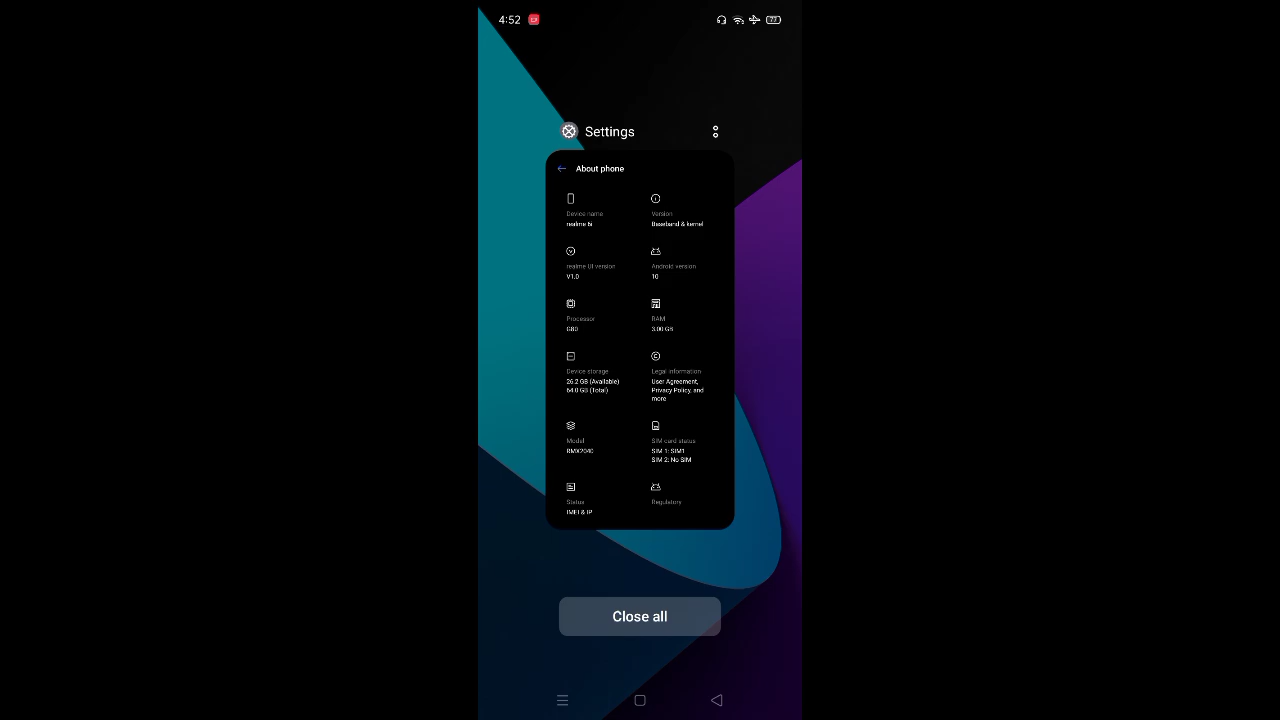 4:52
77
Settings
About phone
Device name
realme 6i
Version
Baseband & kernel
realme UI version
V1.0
Android version
10
Processor
G80
RAM
3.00 GB
Device storage
26.2 GB (Available)
64.0 GB (Total)
Legal information
User Agreement,
Privacy Policy, and
more
Model
RMX2040
SIM card status
SIM 1: SIM1
SIM 2: No SIM
Status
IMEI & IP
Regulatory
Close all